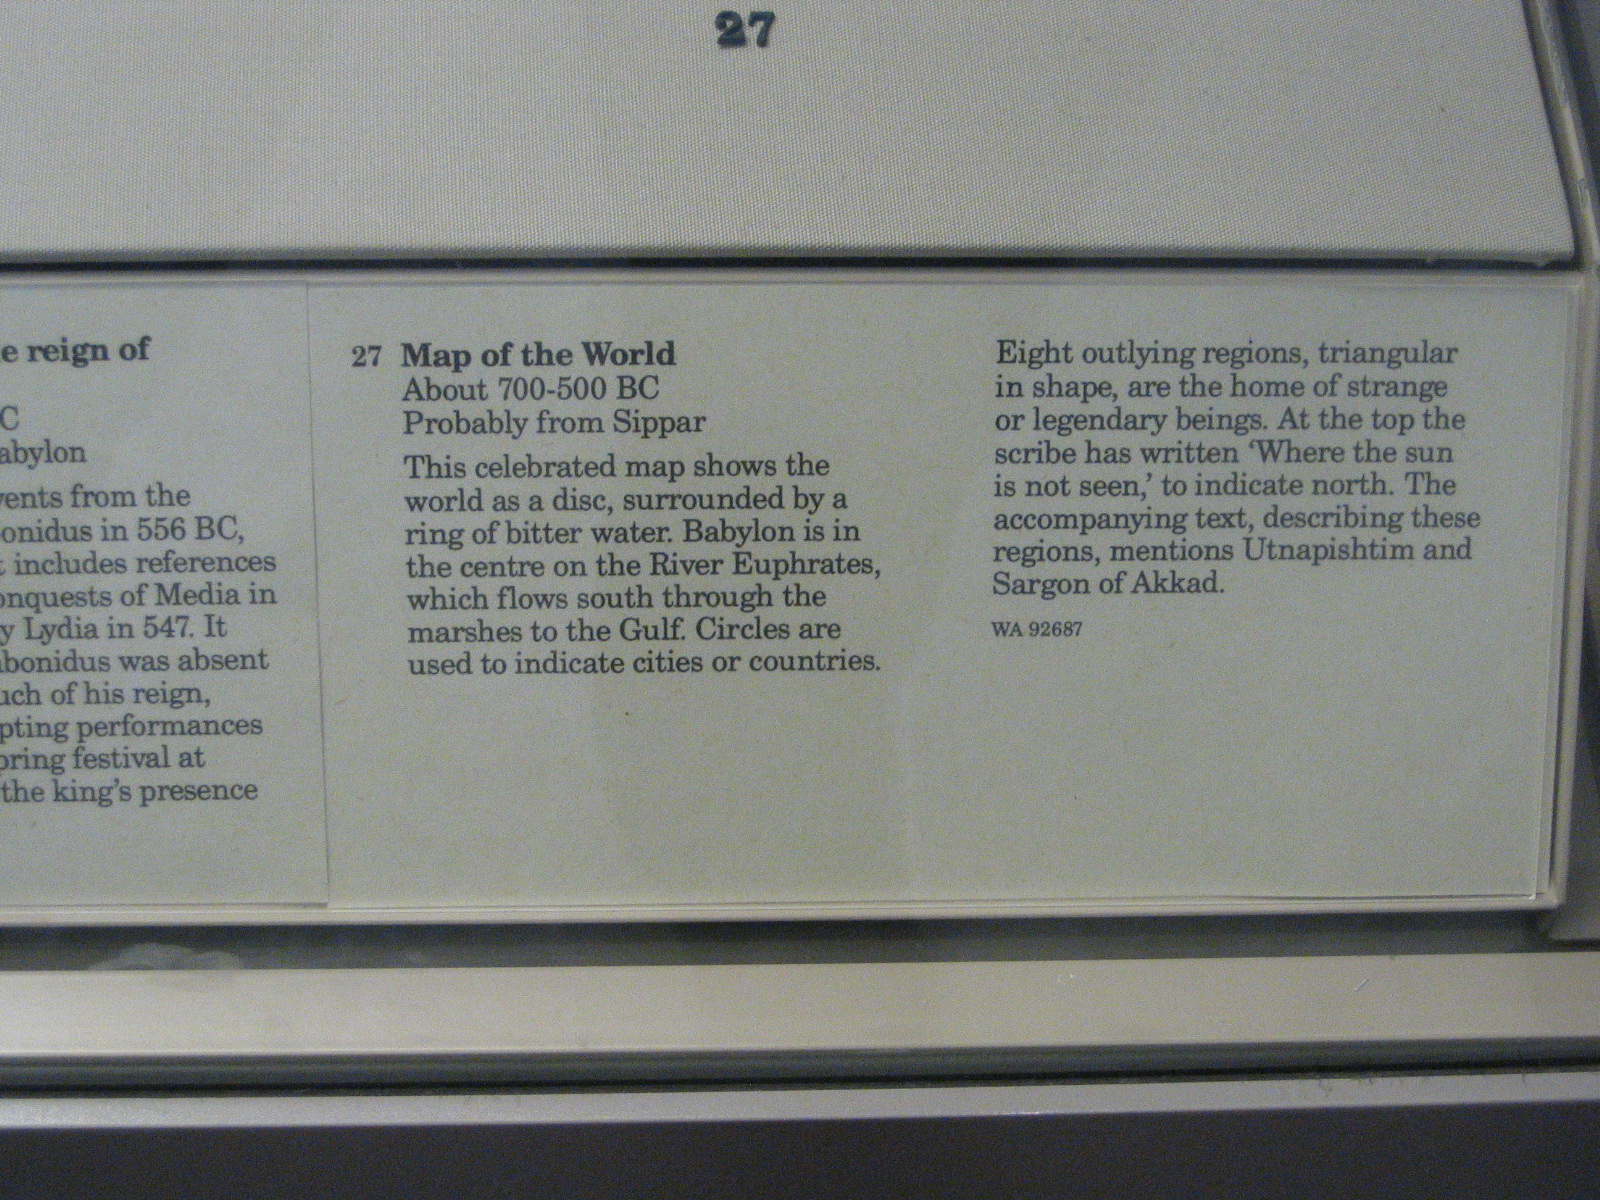 27
e reign of
C
abylon
vents from the
onidus in 556 BC,
t includes references
onquests of Media in
y Lydia in 547. It
abonidus was absent
uch of his reign,
pting performances
pring festival at
the king's presence
27 Map of the World
About 700-500 BC
Probably from Sippar
This celebrated map shows the
world as a disc, surrounded by a
ring of bitter water. Babylon is in
the centre on the River Euphrates,
which flows south through the
marshes to the Gulf. Circles are
used to indicate cities or countries.
Eight outlying regions, triangular
in shape, are the home of strange
or legendary beings. At the top the
scribe has written ‘Where the sun
is not seen,’ to indicate north. The
accompanying text, describing these
regions, mentions Utnapishtim and
Sargon of Akkad.
WA 92687